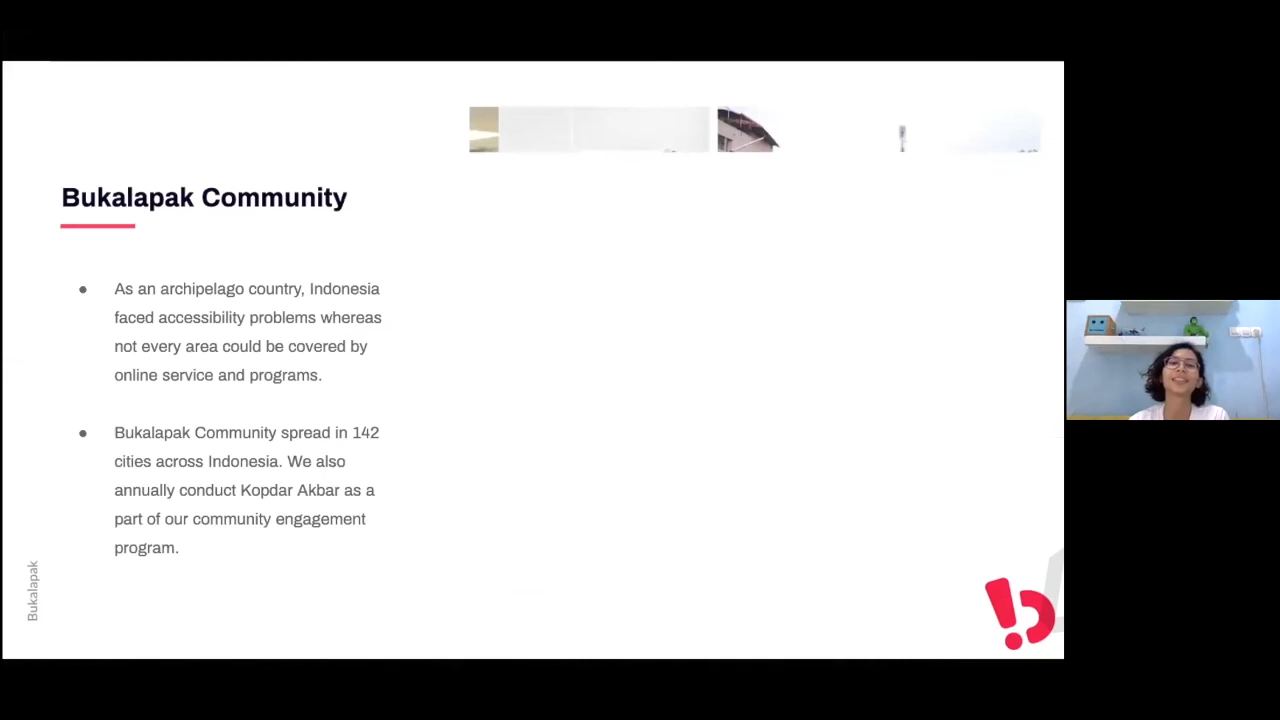 Bukalapak Community
● As an archipelago country, Indonesia
faced accessibility problems whereas
not every area could be covered by
online service and programs.
● Bukalapak Community spread in 142
cities across Indonesia. We also
annually conduct Kopdar Akbar as a
part of our community engagement
program.
Bukalapak